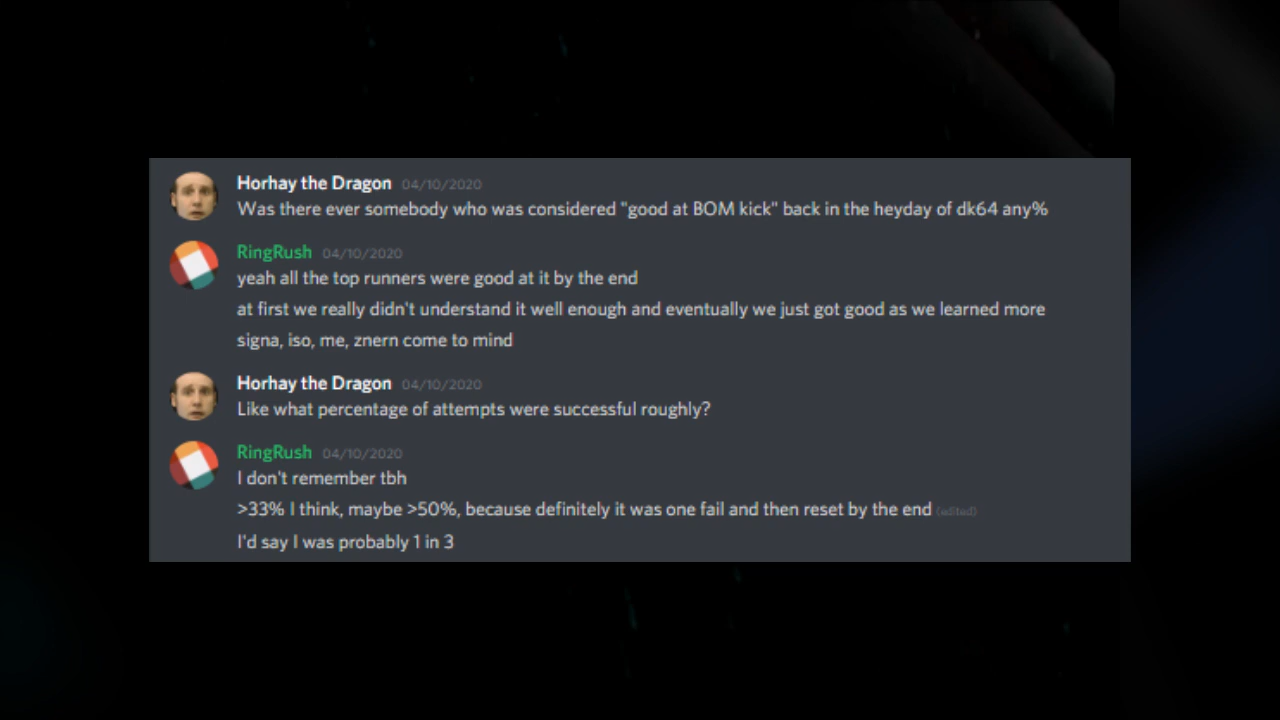 Horhay the Dragon 04/10/2020
Was there ever somebody who was considered "good at BOM kick" back in the heyday of dk64 any%
RingRush 04/10/2020
yeah all the top runners were good at it by the end
at first we really didn't understand it well enough and eventually we just got good as we learned more
signa, iso, me, znern come to mind
Horhay the Dragon 04/10/2020
Like what percentage of attempts were successful roughly?
RingRush 04/10/2020
I don't remember tbh
>33% I think, maybe >50%, because definitely it was one fail and then reset by the end (edited)
I'd say I was probably 1 in 3